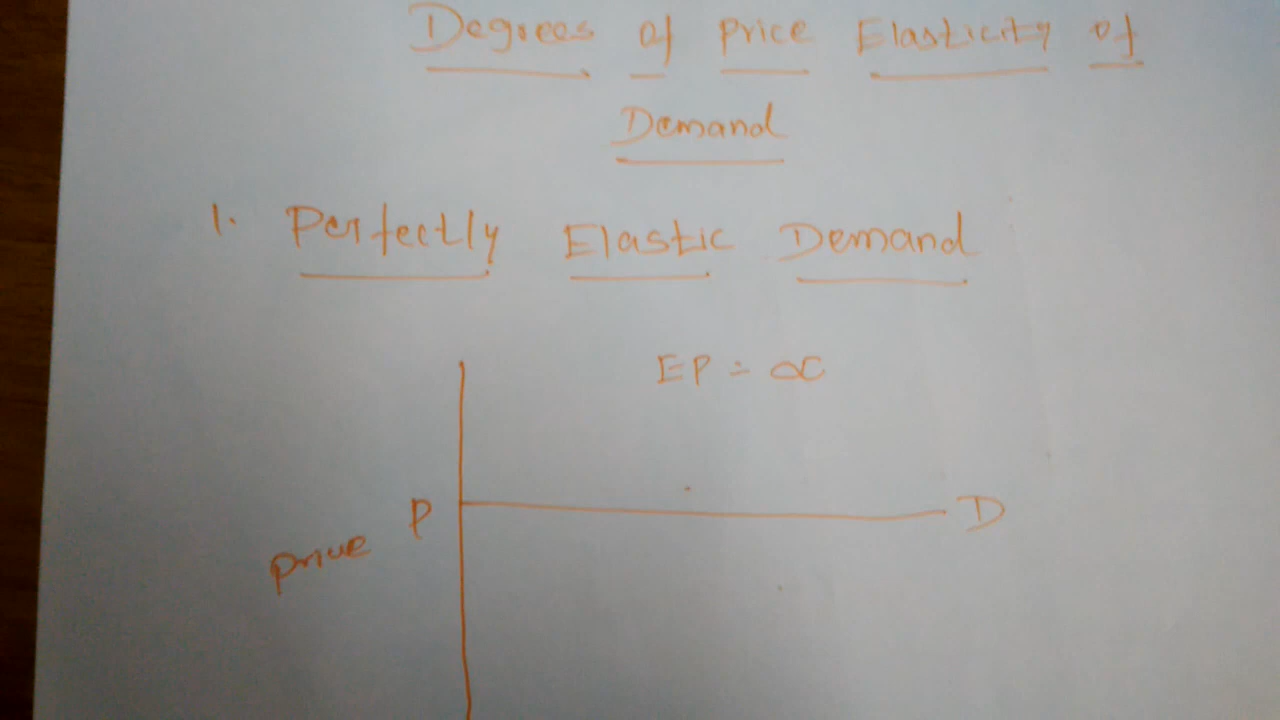 Degrees of Price Elasticity of
Demand
1. Perfectly Elastic Demand
EP = ∝
P
D
price